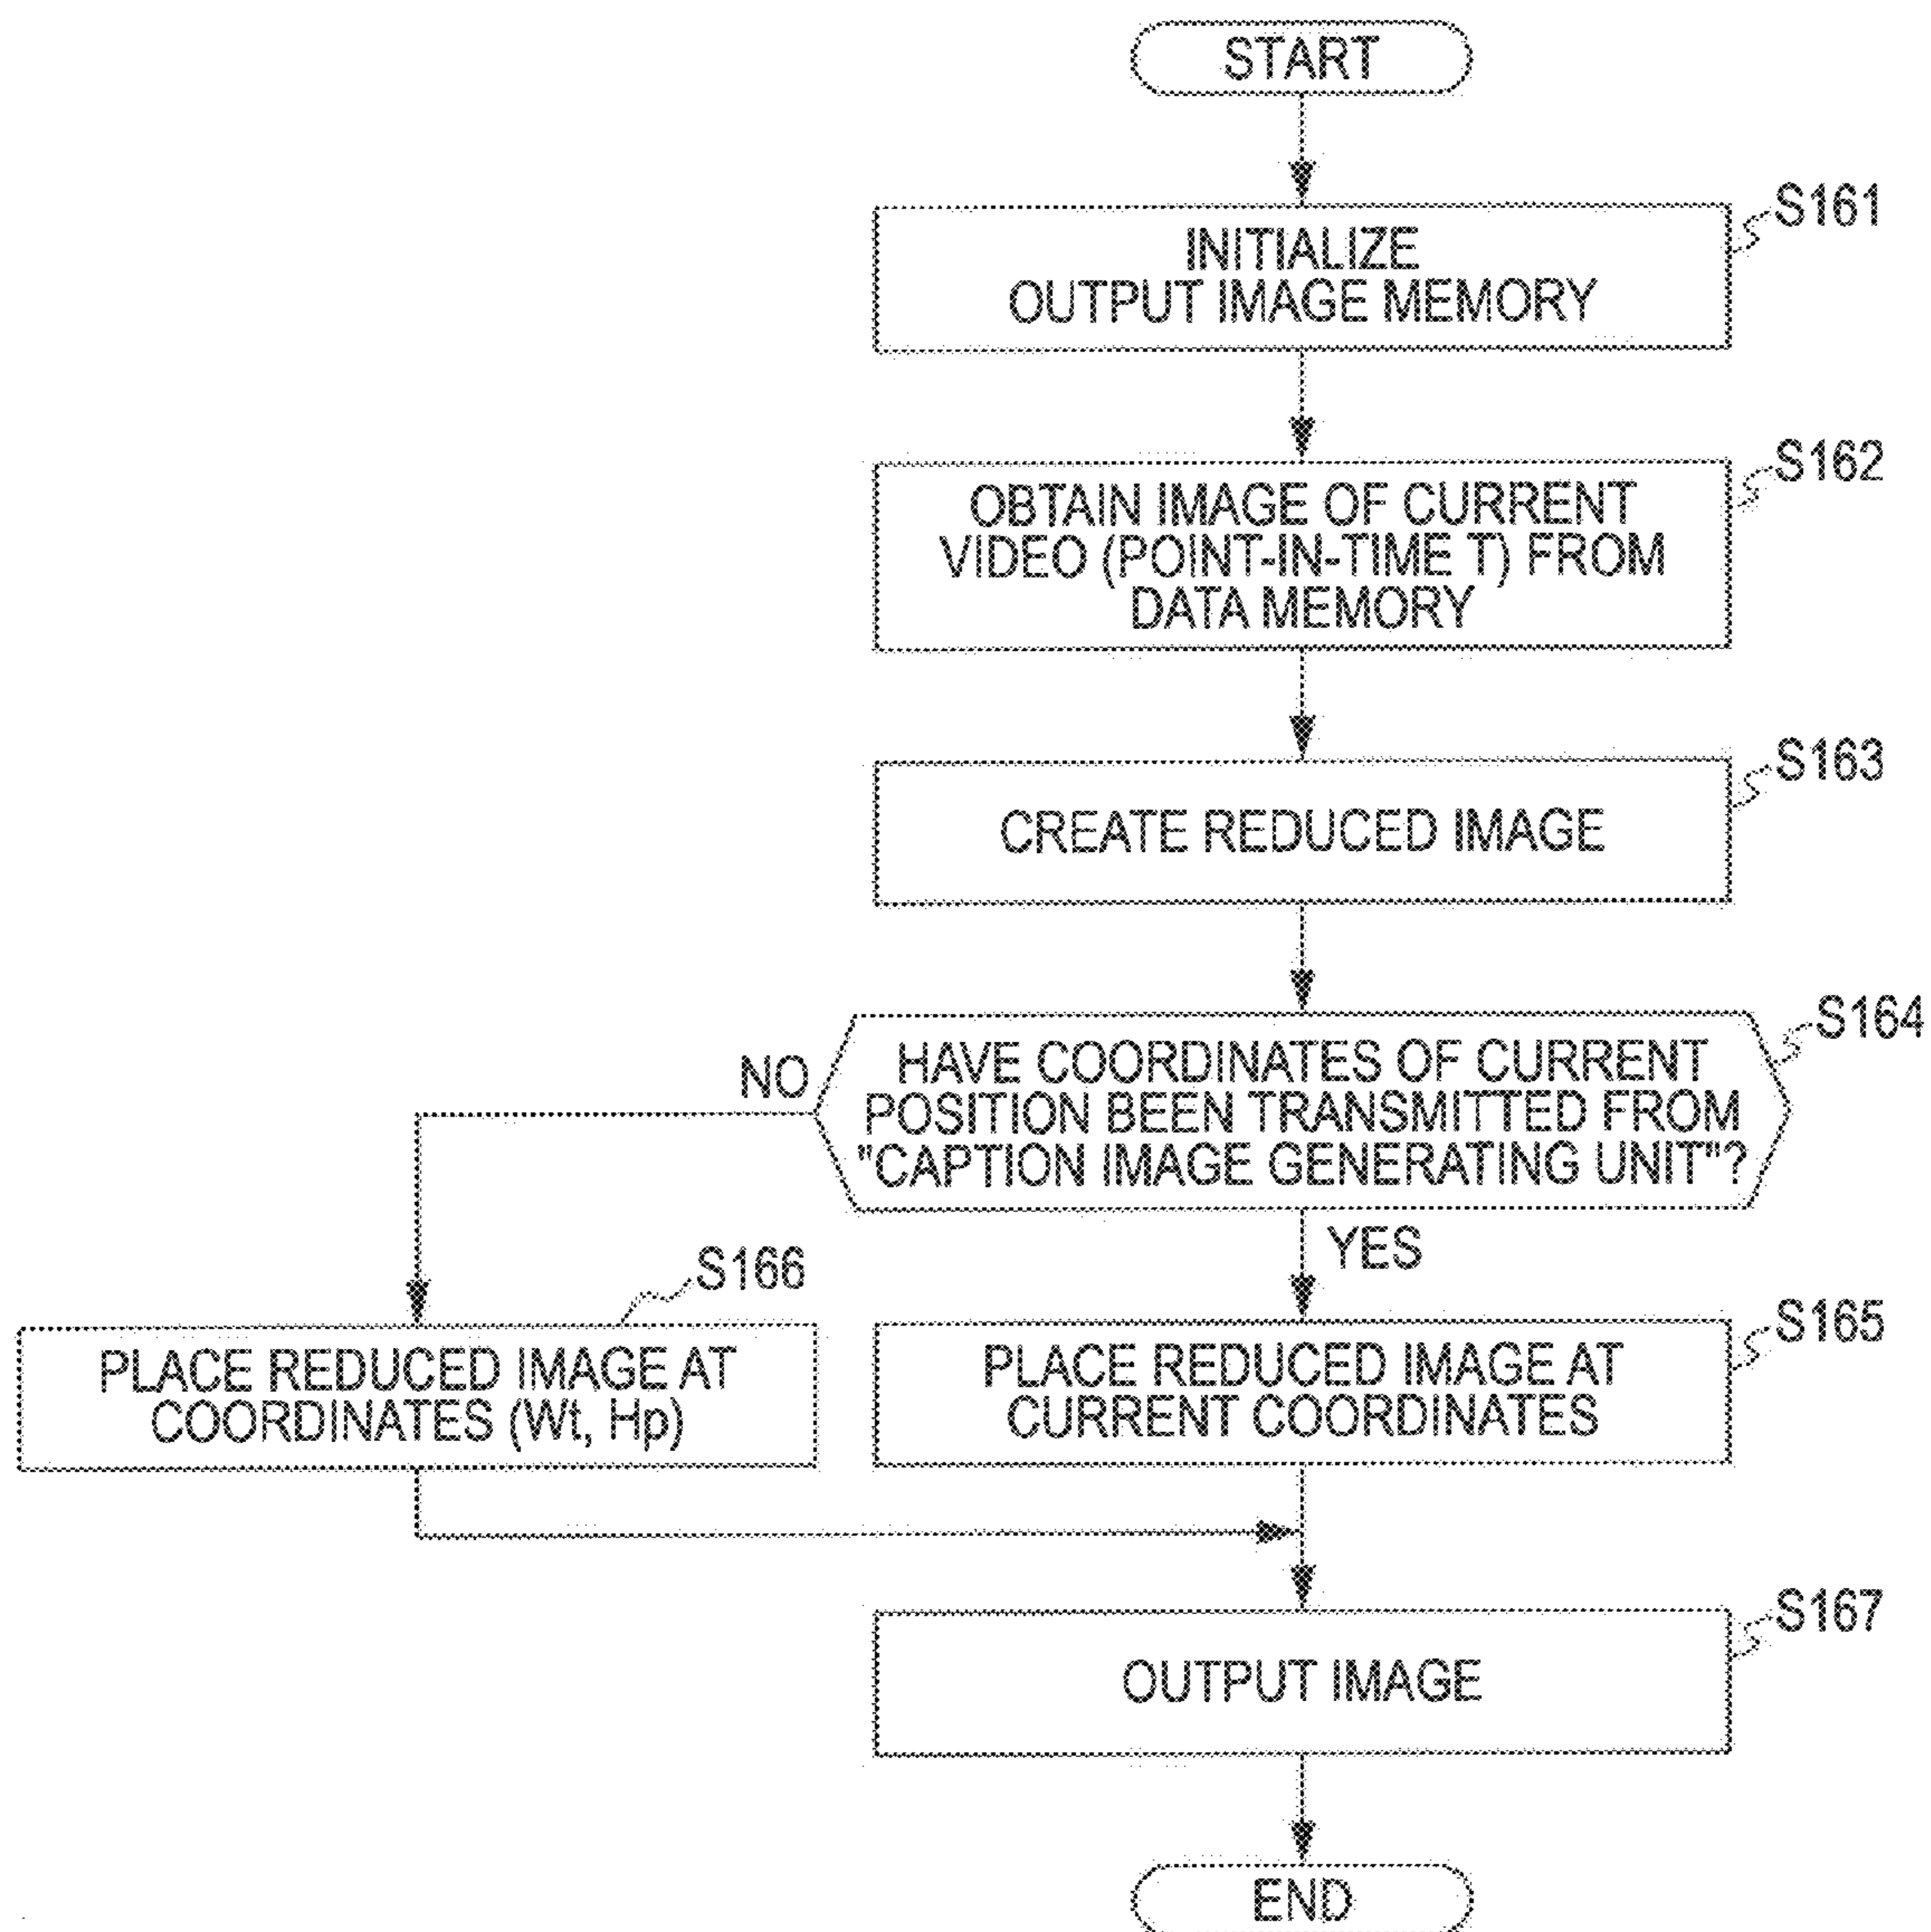 START
S161
INITIALIZE
OUTPUT IMAGE MEMORY
S162
OBTAIN IMAGE OF CURRENT
VIDEO (POINT-IN-TIME T) FROM
DATA MEMORY
S163
CREATE REDUCED IMAGE
S164
HAVE COORDINATES OF CURRENT
POSITION BEEN TRANSMITTED FROM
"CAPTION IMAGE GENERATING UNIT"?
NO
YES
S166
PLACE REDUCED IMAGE AT
COORDINATES (Wt, Hp)
S165
PLACE REDUCED IMAGE AT
CURRENT COORDINATES
S167
OUTPUT IMAGE
END